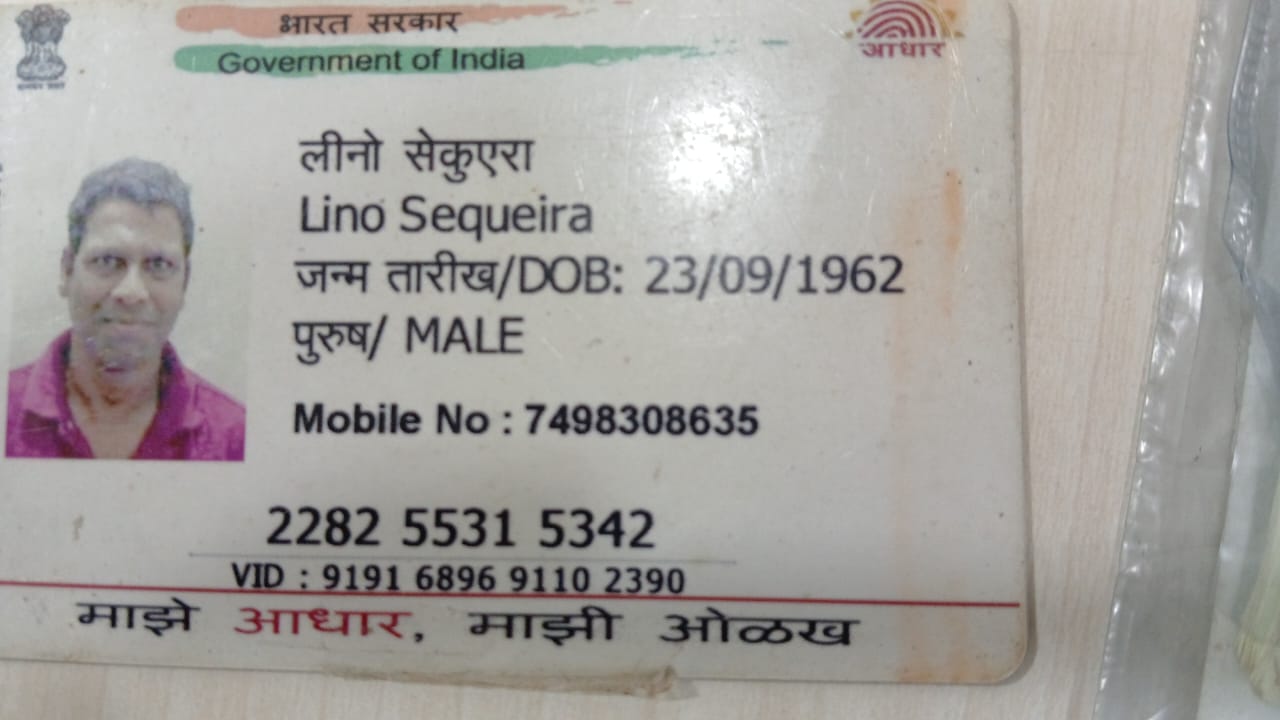 भारत सरकार
Government of India
आधार
लीनो सेकुएरा
Lino Sequeira
जन्म तारीख/DOB: 23/09/1962
पुरुष/ MALE
Mobile No : 7498308635
2282 5531 5342
VID : 9191 6896 9110 2390
माझे आधार, माझी ओळख